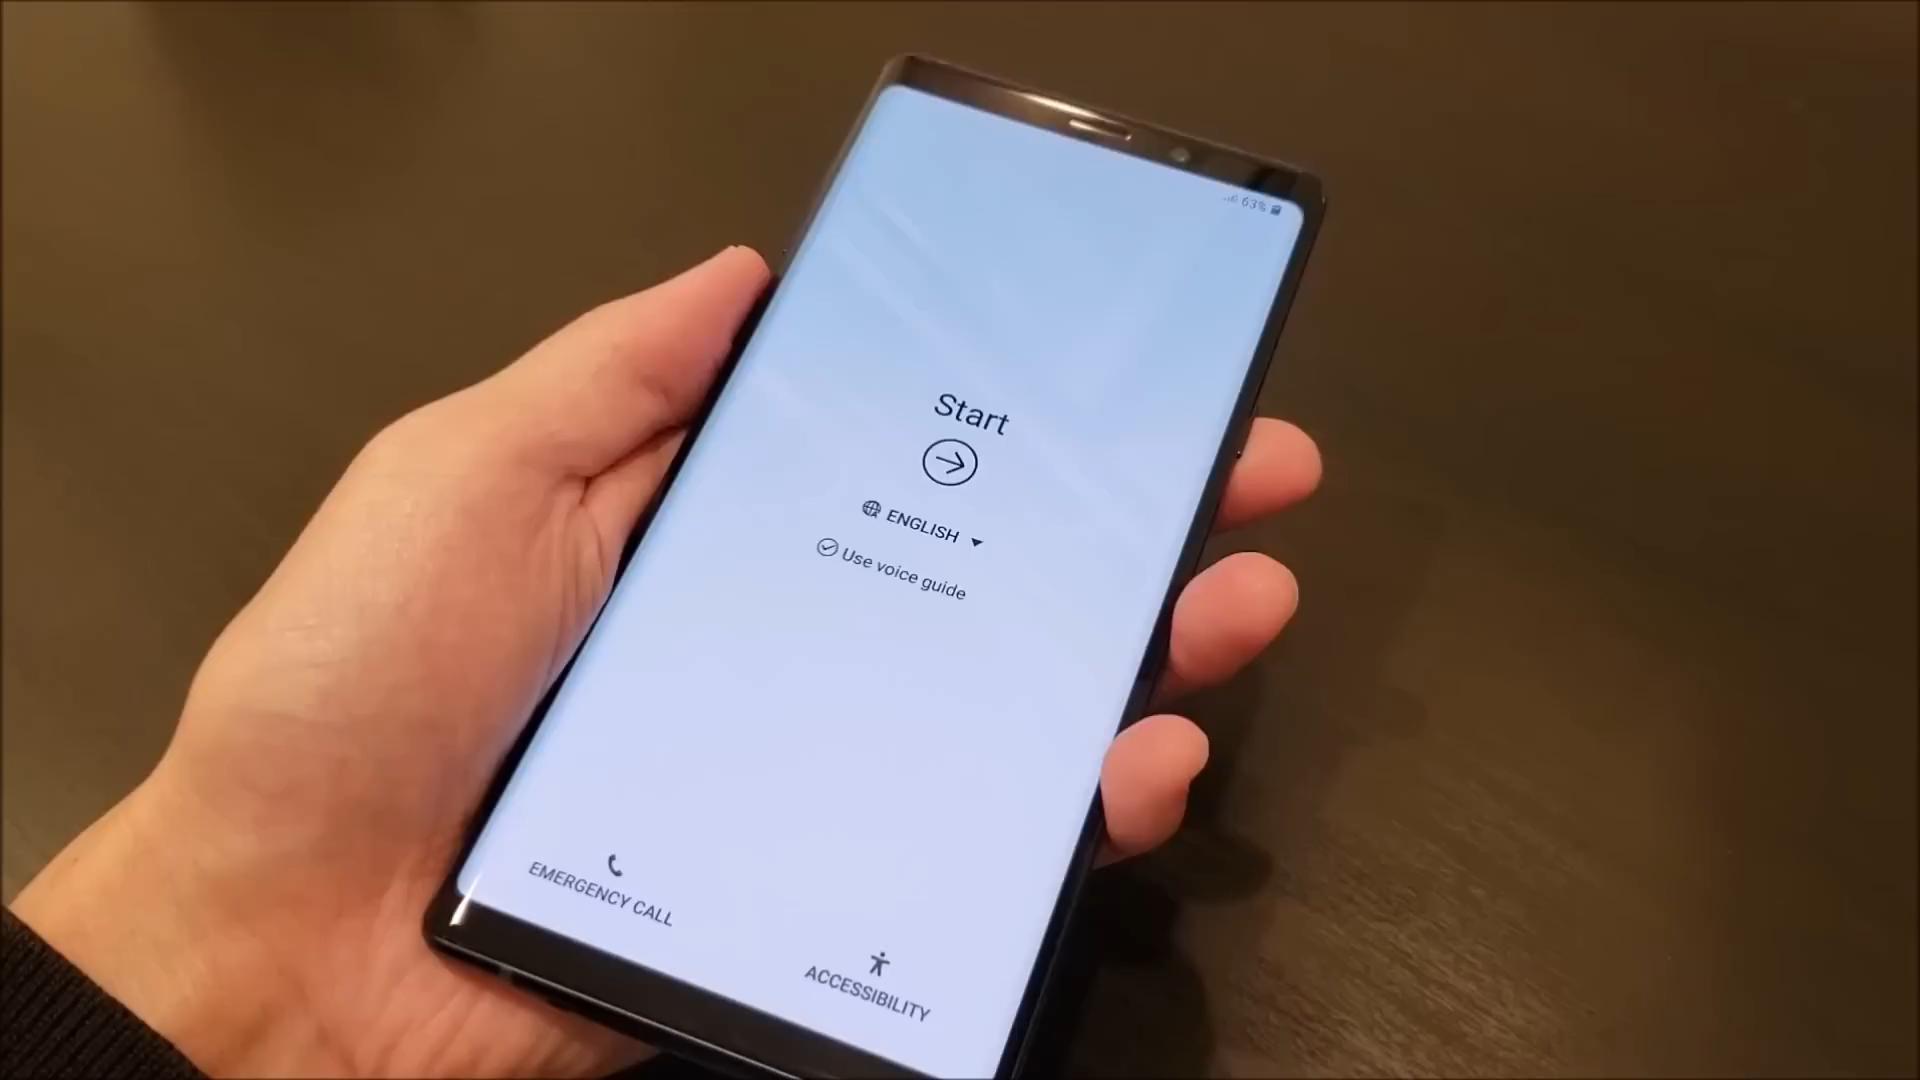 63%
Start
ENGLISH
Use voice guide
EMERGENCY CALL
ACCESSIBILITY